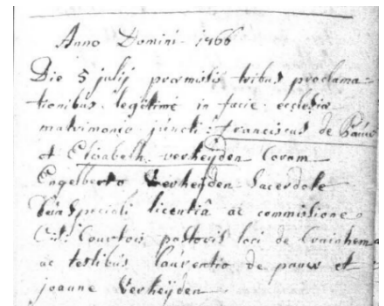 Anno Domini 1766
Die 5 julij praemissis tribus proclama-
tionibus legitimè in facie ecclesiae
matrimonio juncti: franciscus de Pauw
et Elisabeth verheyden Coram
Engelberto Verheyden Sacerdote
speciali licentia ac commissione
Courtois pastoris loci de
ac testibus laurentio de pauw et
joanne Verheyden